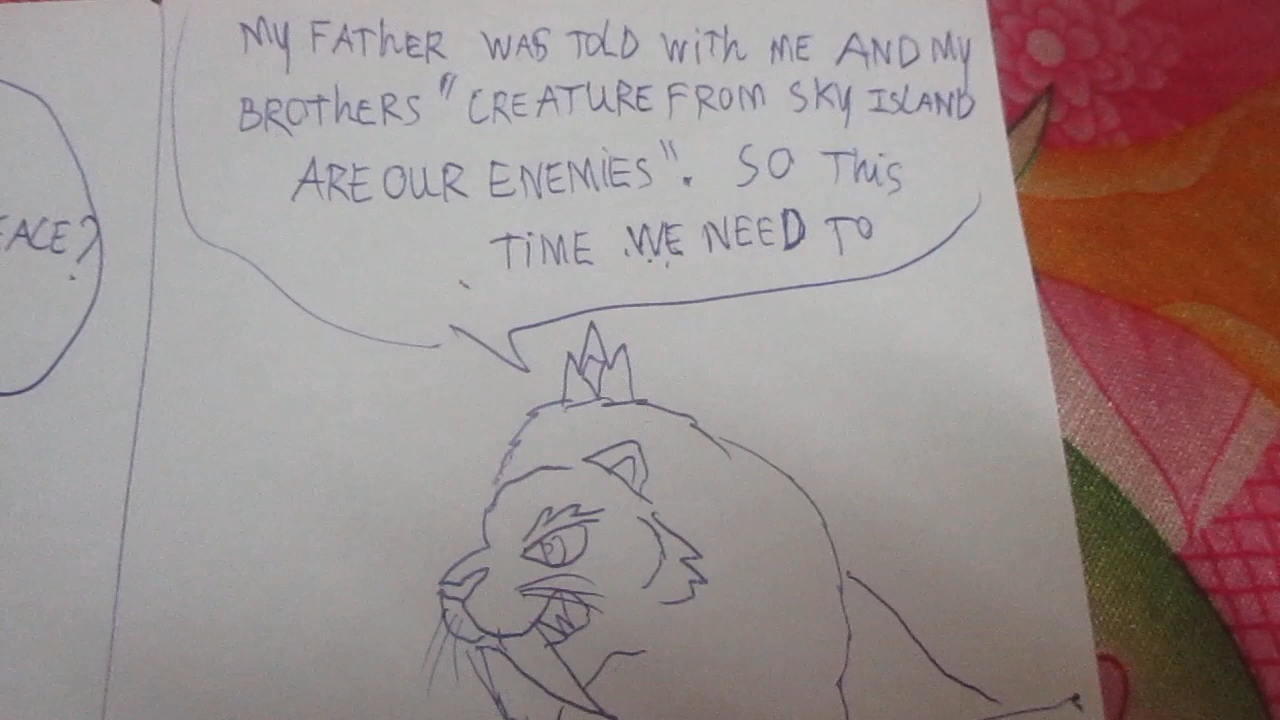 MY FATHER WAS TOLD WITH ME AND MY
BROTHERS "CREATURE FROM SKY ISLAND
ARE OUR ENEMIES". SO THIS
TIME WE NEED TO
FACE?